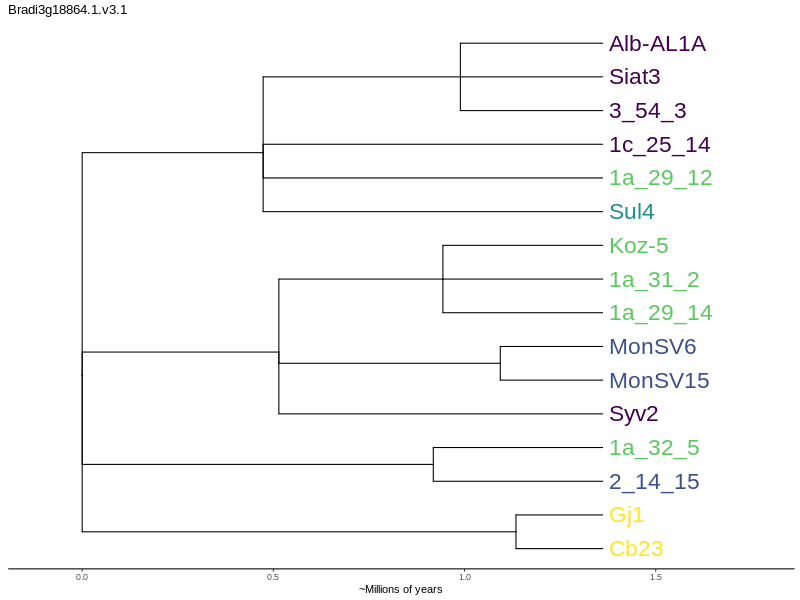 Bradi3g18864.1.v3.1
Alb-AL1A
Siat3
3_54_3
1c_25_14
1a_29_12
Sul4
Koz-5
1a_31_2
1a_29_14
MonSV6
MonSV15
Syv2
1a_32_5
2_14_15
Gj1
Cb23
0.0 0.5 1.0 1.5
~Millions of years